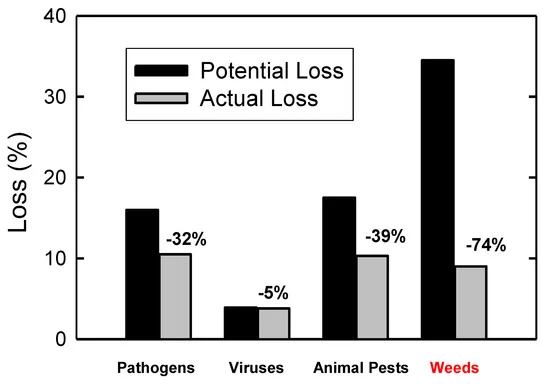 40
30
20
10
0
Loss (%)
Potential Loss
Actual Loss
-32%
-5%
-39%
-74%
Pathogens
Viruses
Animal Pests
Weeds